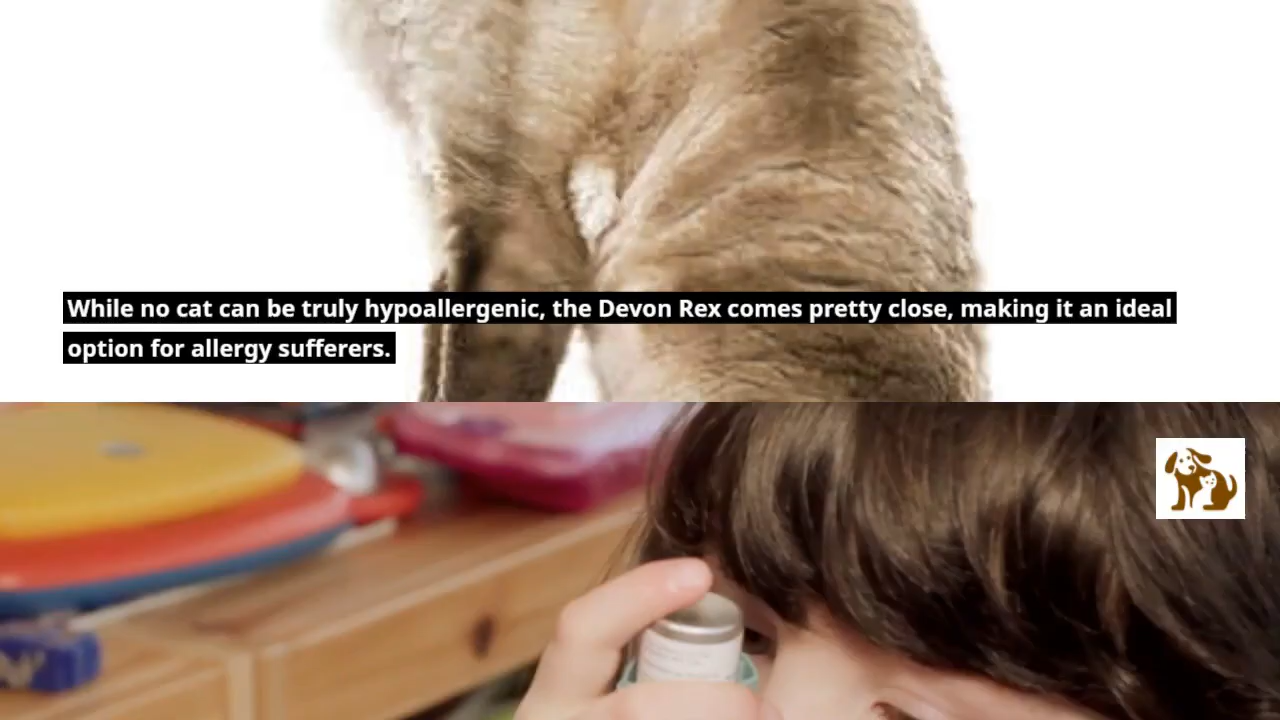 While no cat can be truly hypoallergenic, the Devon Rex comes pretty close, making it an ideal
option for allergy sufferers.